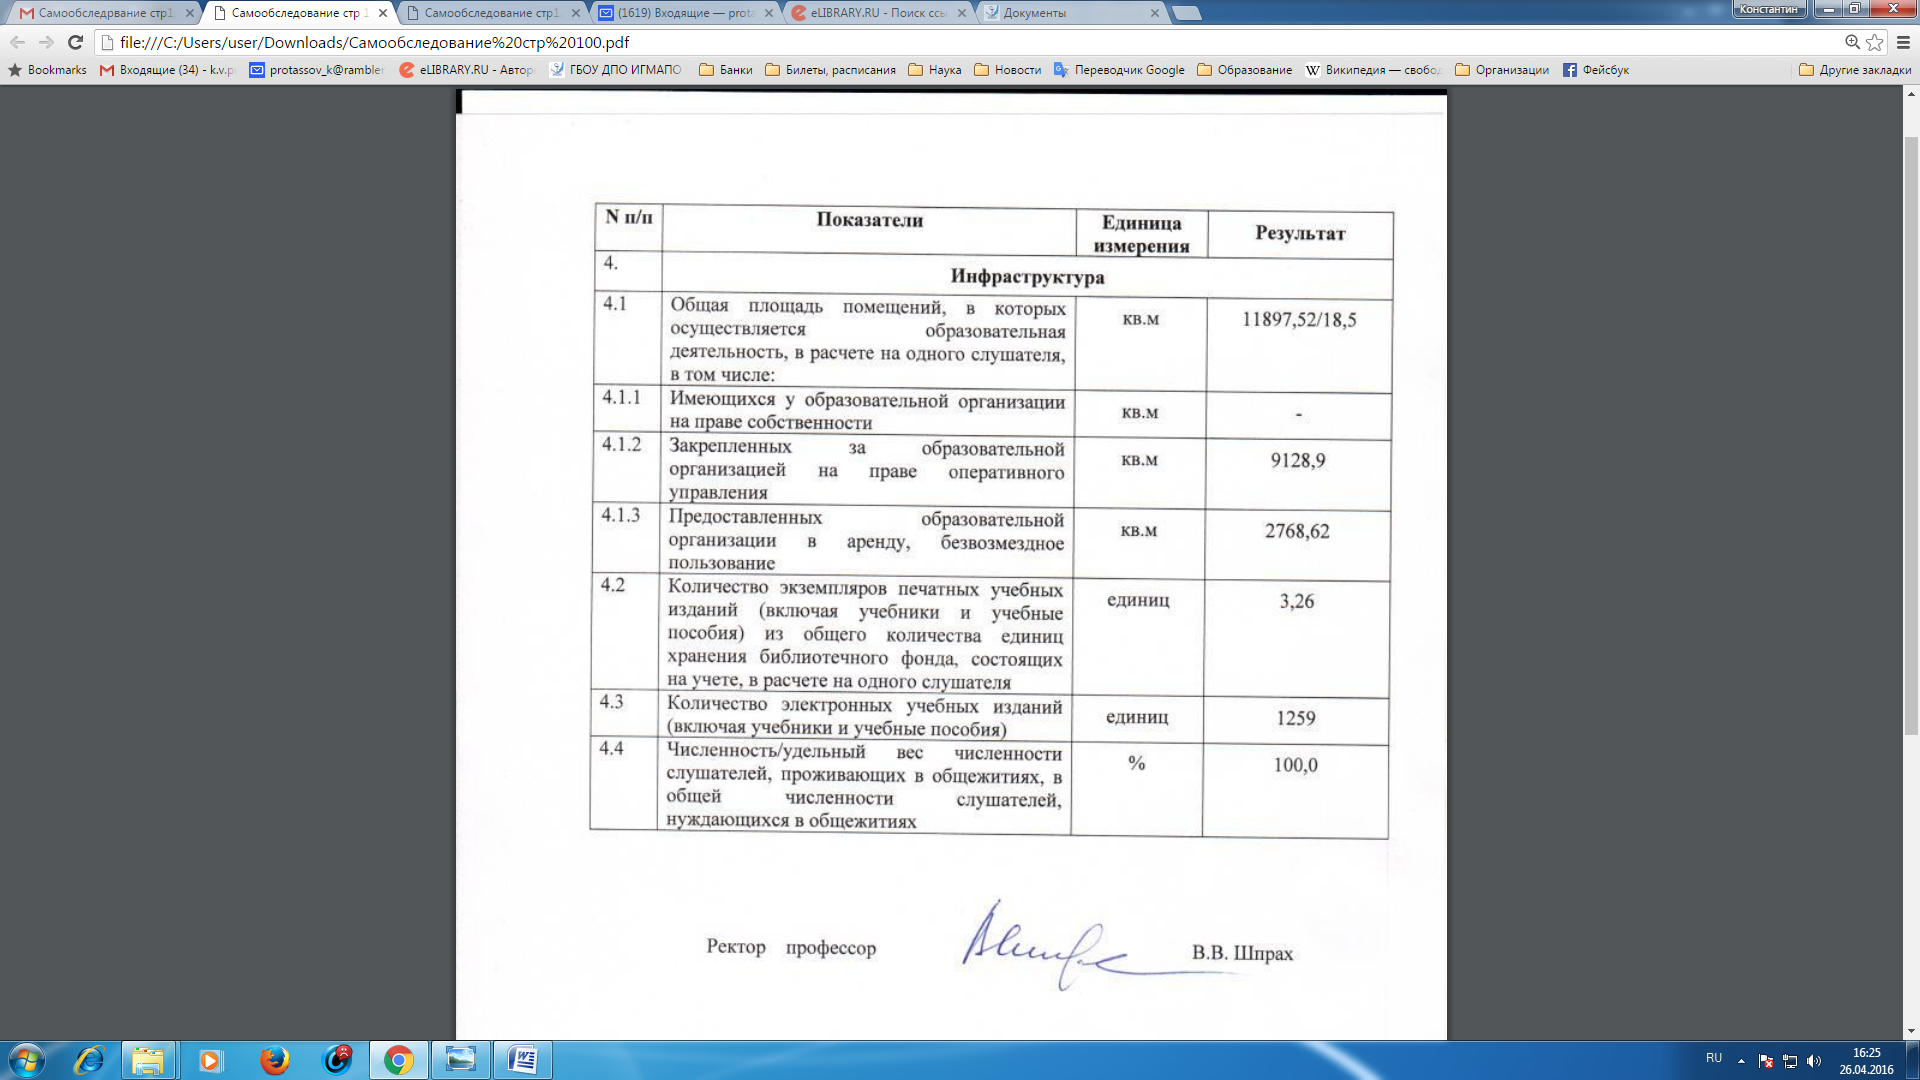 Самообследрвание стр1
Самообследование стр 1
Самообследование стр1
(1619) Входящие — prota
eLIBRARY.RU - Поиск ссы
Документы
Константин
file:///C:/Users/user/Downloads/Самообследование%20стр%20100.pdf
Bookmarks
Входящие (34) - k.v.p
protassov_k@rambler
eLIBRARY.RU - Автор
ГБОУ ДПО ИГМАПО
Банки
Билеты, расписания
Наука
Новости
Переводчик Google
Образование
Википедия — свобод
Организации
Фейсбук
Другие закладки
N п/п
Показатели
Единица
измерения
Результат
4.
Инфраструктура
4.1
Общая площадь помещений, в которых
осуществляется образовательная
деятельность, в расчете на одного слушателя,
в том числе:
кв.м
11897,52/18,5
4.1.1
Имеющихся у образовательной организации
на праве собственности
кв.м
-
4.1.2
Закрепленных за образовательной
организацией на праве оперативного
управления
кв.м
9128,9
4.1.3
Предоставленных образовательной
организации в аренду, безвозмездное
пользование
кв.м
2768,62
4.2
Количество экземпляров печатных учебных
изданий (включая учебники и учебные
пособия) из общего количества единиц
хранения библиотечного фонда, состоящих
на учете, в расчете на одного слушателя
единиц
3,26
4.3
Количество электронных учебных изданий
(включая учебники и учебные пособия)
единиц
1259
4.4
Численность/удельный вес численности
слушателей, проживающих в общежитиях, в
общей численности слушателей,
нуждающихся в общежитиях
%
100,0
Ректор профессор
В.В. Шпрах
RU
16:25
26.04.2016